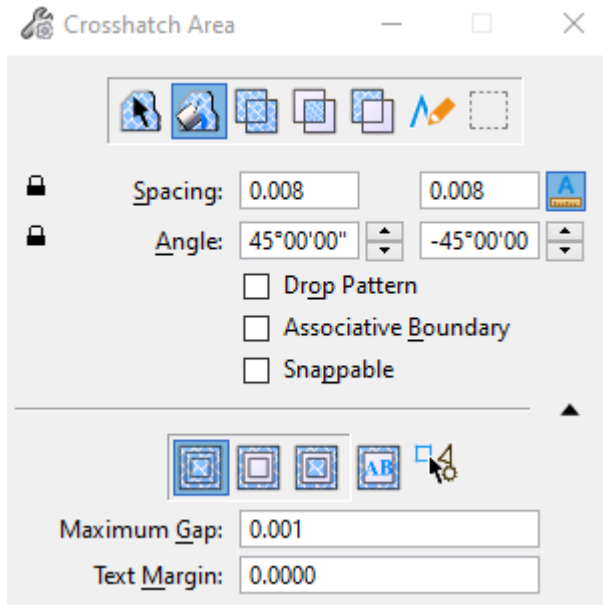 Crosshatch Area
Spacing: 0.008 0.008 A
Angle: 45°00'00" -45°00'00
Drop Pattern
Associative Boundary
Snappable
AB
Maximum Gap: 0.001
Text Margin: 0.0000